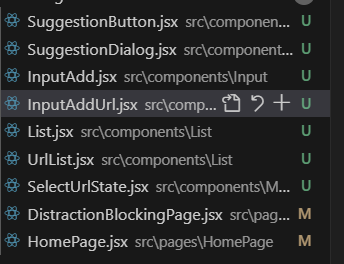 SuggestionButton.jsx src\componen... U
SuggestionDialog.jsx src\component... U
InputAdd.jsx src\components\Input U
InputAddUrl.jsx src\comp... U
List.jsx src\components\List U
UrlList.jsx src\components\List U
SelectUrlState.jsx src\components\M... U
DistractionBlockingPage.jsx src\pag... M
HomePage.jsx src\pages\HomePage M